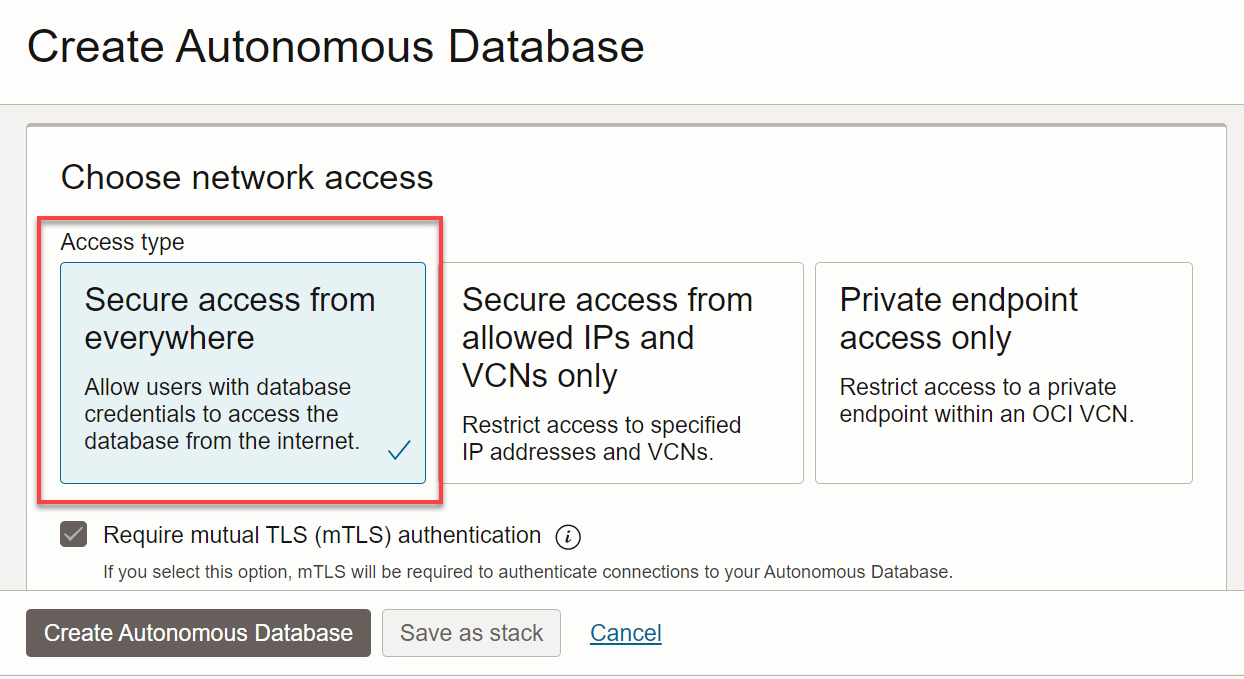 Create Autonomous Database
Choose network access
Access type
Secure access from
everywhere
Allow users with database
credentials to access the
database from the internet.
Secure access from
allowed IPs and
VCNs only
Restrict access to specified
IP addresses and VCNs.
Private endpoint
access only
Restrict access to a private
endpoint within an OCI VCN.
Require mutual TLS (mTLS) authentication
If you select this option, mTLS will be required to authenticate connections to your Autonomous Database.
Create Autonomous Database
Save as stack
Cancel